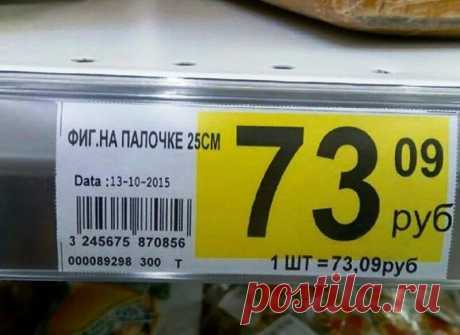 ФИГ.НА ПАЛОЧКЕ 25СМ
73 09
руб
Data :13-10-2015
3 245675 870856
000089298 300 T
1 ШТ =73,09руб
postila.ru